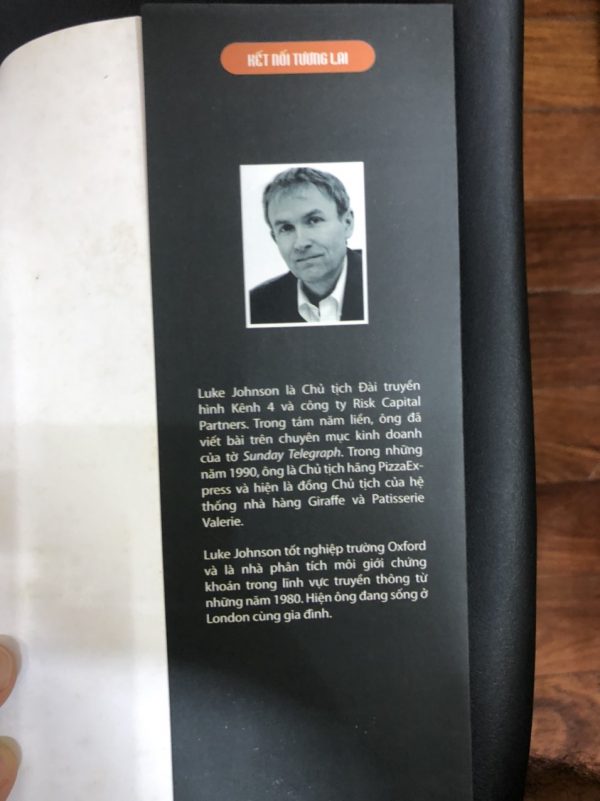 KẾT NỐI TƯƠNG LAI
Luke Johnson là Chủ tịch Đài truyền
hình Kênh 4 và công ty Risk Capital
Partners. Trong tám năm liền, ông đã
viết bài trên chuyên mục kinh doanh
của tờ Sunday Telegraph. Trong những
năm 1990, ông là Chủ tịch hãng PizzaEx-
press và hiện là đồng Chủ tịch của hệ
thống nhà hàng Giraffe và Patisserie
Valerie.
Luke Johnson tốt nghiệp trường Oxford
và là nhà phân tích môi giới chứng
khoán trong lĩnh vực truyền thông từ
những năm 1980. Hiện ông đang sống ở
London cùng gia đình.